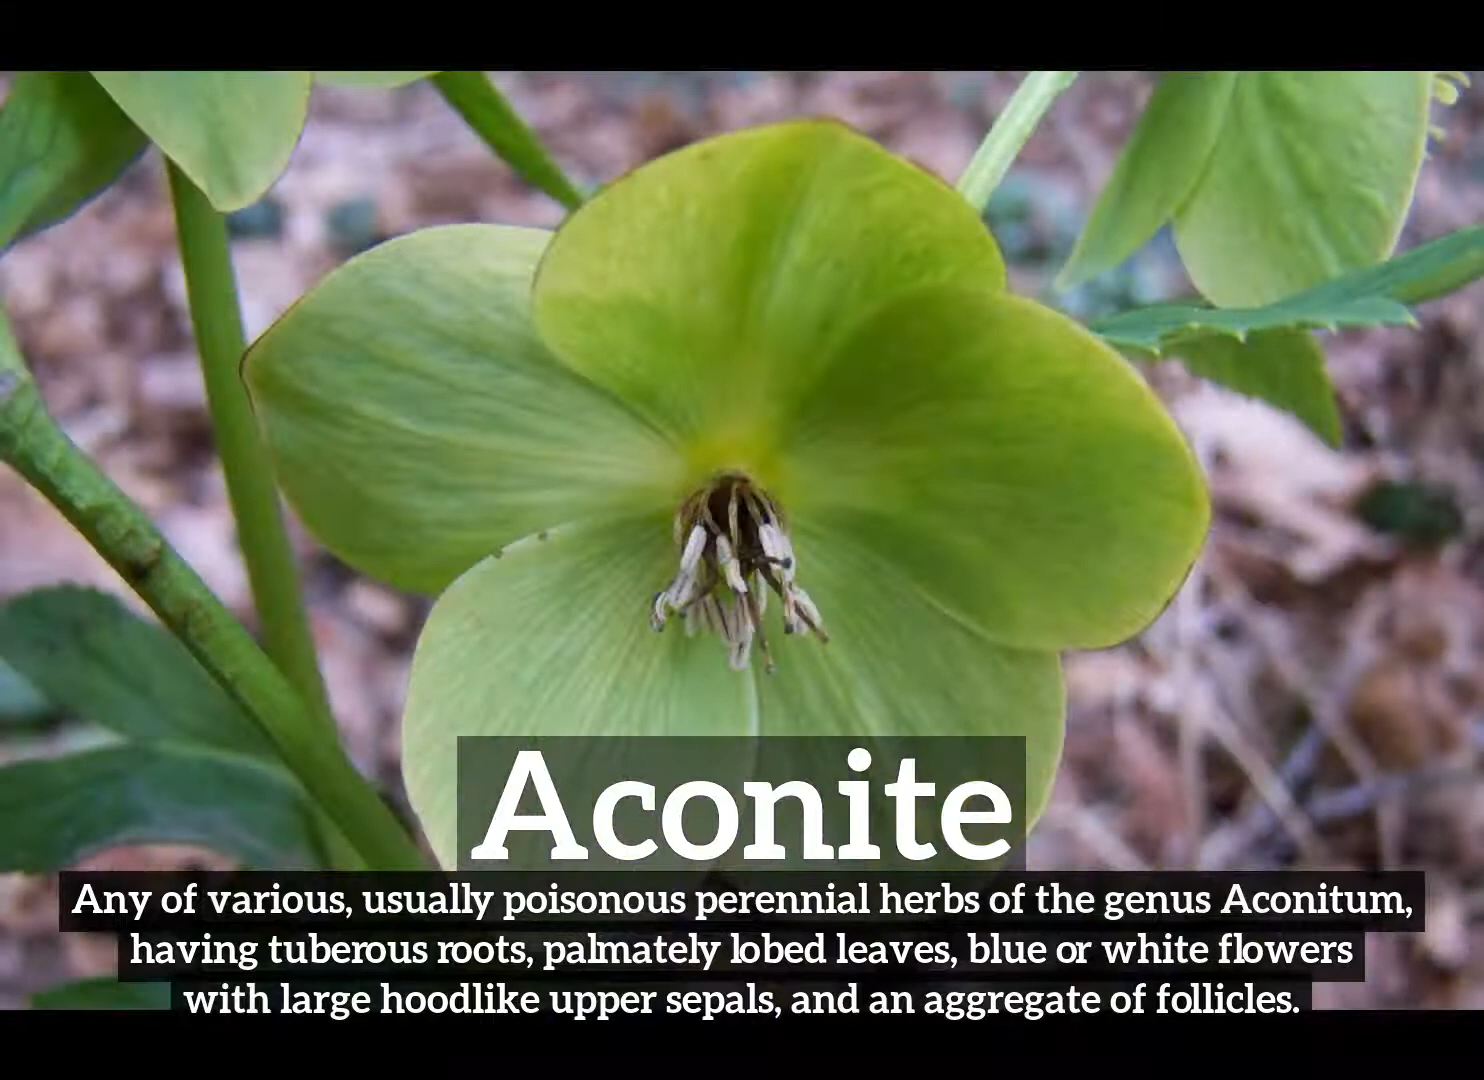 Aconite
Any of various, usually poisonous perennial herbs of the genus Aconitum,
having tuberous roots, palmately lobed leaves, blue or white flowers
with large hoodlike upper sepals, and an aggregate of follicles.